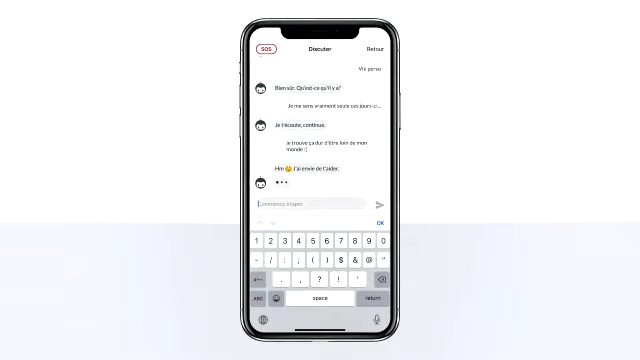 SOS Discuter Retour
Vie perso
Bien sûr. Qu'est-ce qu'il y a?
Je me sens vraiment seule ces jours-ci...
Je t'écoute, continue.
je trouve ça dur d'être loin de mon
monde :(
Hm 🤔 J'ai envie de t'aider.
Commence à taper
OK
1 2 3 4 5 6 7 8 9 0
- / : ; ( ) $ & @ "
#+= . , ? ! '
ABC space return